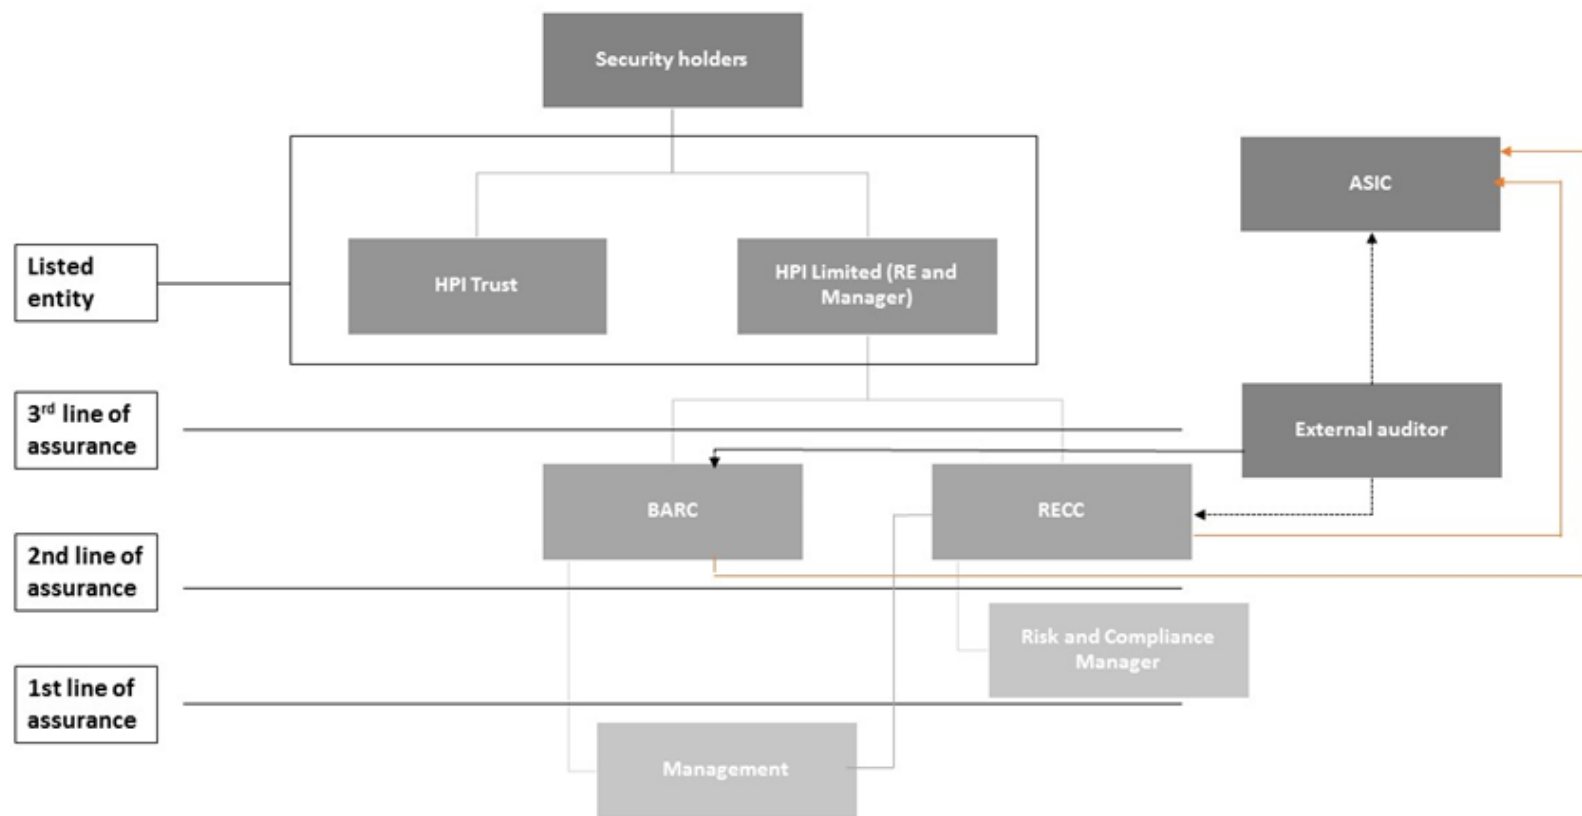 Security holders
ASIC
Listed
entity
HPI Trust
HPI Limited (RE and
Manager)
3rd line of
assurance
External auditor
BARC
RECC
2nd line of
assurance
Risk and Compliance
Manager
1st line of
assurance
Management